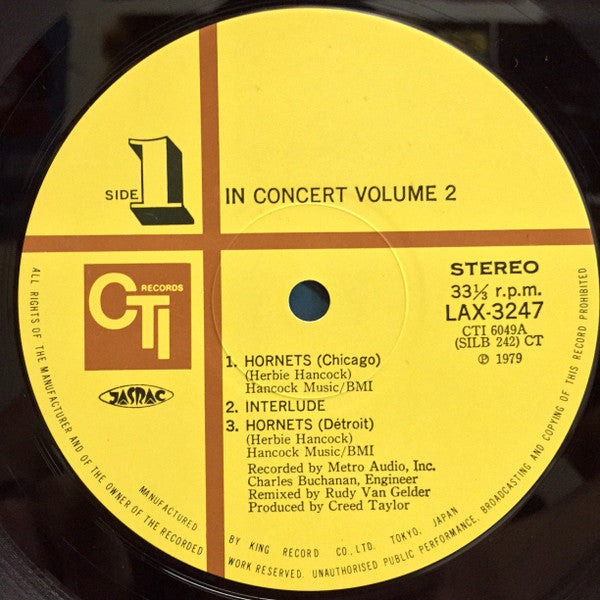 SIDE 1
IN CONCERT VOLUME 2
CTI RECORDS
JASRAC
STEREO
33⅓ r.p.m.
LAX-3247
CTI 6049A
(SILB 242) CT
℗ 1979
1. HORNETS (Chicago)
(Herbie Hancock)
Hancock Music/BMI
2. INTERLUDE
3. HORNETS (Détroit)
(Herbie Hancock)
Hancock Music/BMI
Recorded by Metro Audio, Inc.
Charles Buchanan, Engineer
Remixed by Rudy Van Gelder
Produced by Creed Taylor
MANUFACTURED BY KING RECORD CO., LTD. TOKYO, JAPAN
ALL RIGHTS OF THE MANUFACTURER AND OF THE OWNER OF THE RECORDED WORK RESERVED. UNAUTHORISED PUBLIC PERFORMANCE, BROADCASTING AND COPYING OF THIS RECORD PROHIBITED